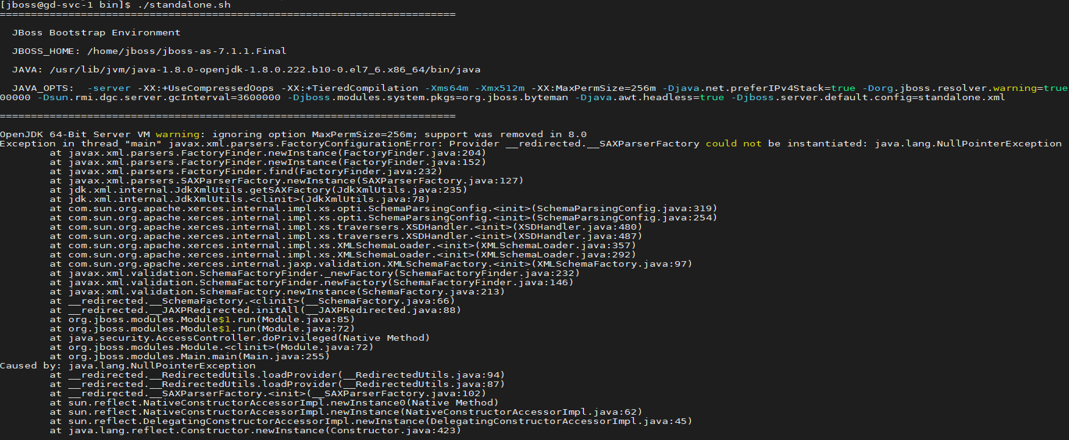 [jboss@gd-svc-1 bin]$ ./standalone.sh
=========================================================================
JBoss Bootstrap Environment
JBOSS_HOME: /home/jboss/jboss-as-7.1.1.Final
JAVA: /usr/lib/jvm/java-1.8.0-openjdk-1.8.0.222.b10-0.el7_6.x86_64/bin/java
JAVA_OPTS:  -server -XX:+UseCompressedOops -XX:+TieredCompilation -Xms64m -Xmx512m -XX:MaxPermSize=256m -Djava.net.preferIPv4Stack=true -Dorg.jboss.resolver.warning=true
00000 -Dsun.rmi.dgc.server.gcInterval=3600000 -Djboss.modules.system.pkgs=org.jboss.byteman -Djava.awt.headless=true -Djboss.server.default.config=standalone.xml
=========================================================================
OpenJDK 64-Bit Server VM warning: ignoring option MaxPermSize=256m; support was removed in 8.0
Exception in thread "main" javax.xml.parsers.FactoryConfigurationError: Provider __redirected.__SAXParserFactory could not be instantiated: java.lang.NullPointerException
at javax.xml.parsers.FactoryFinder.newInstance(FactoryFinder.java:204)
at javax.xml.parsers.FactoryFinder.newInstance(FactoryFinder.java:152)
at javax.xml.parsers.FactoryFinder.find(FactoryFinder.java:232)
at javax.xml.parsers.SAXParserFactory.newInstance(SAXParserFactory.java:127)
at jdk.xml.internal.JdkXmlUtils.getSAXFactory(JdkXmlUtils.java:235)
at jdk.xml.internal.JdkXmlUtils.<clinit>(JdkXmlUtils.java:78)
at com.sun.org.apache.xerces.internal.impl.xs.opti.SchemaParsingConfig.<init>(SchemaParsingConfig.java:319)
at com.sun.org.apache.xerces.internal.impl.xs.opti.SchemaParsingConfig.<init>(SchemaParsingConfig.java:254)
at com.sun.org.apache.xerces.internal.impl.xs.traversers.XSDHandler.<init>(XSDHandler.java:480)
at com.sun.org.apache.xerces.internal.impl.xs.traversers.XSDHandler.<init>(XSDHandler.java:487)
at com.sun.org.apache.xerces.internal.impl.xs.XMLSchemaLoader.<init>(XMLSchemaLoader.java:357)
at com.sun.org.apache.xerces.internal.impl.xs.XMLSchemaLoader.<init>(XMLSchemaLoader.java:292)
at com.sun.org.apache.xerces.internal.jaxp.validation.XMLSchemaFactory.<init>(XMLSchemaFactory.java:97)
at javax.xml.validation.SchemaFactoryFinder._newFactory(SchemaFactoryFinder.java:232)
at javax.xml.validation.SchemaFactoryFinder.newFactory(SchemaFactoryFinder.java:146)
at javax.xml.validation.SchemaFactory.newInstance(SchemaFactory.java:213)
at __redirected.__SchemaFactory.<clinit>(__SchemaFactory.java:66)
at __redirected.__JAXPRedirected.initAll(__JAXPRedirected.java:88)
at org.jboss.modules.Module$1.run(Module.java:85)
at org.jboss.modules.Module$1.run(Module.java:72)
at java.security.AccessController.doPrivileged(Native Method)
at org.jboss.modules.Module.<clinit>(Module.java:72)
at org.jboss.modules.Main.main(Main.java:255)
Caused by: java.lang.NullPointerException
at __redirected.__RedirectedUtils.loadProvider(__RedirectedUtils.java:94)
at __redirected.__RedirectedUtils.loadProvider(__RedirectedUtils.java:87)
at __redirected.__SAXParserFactory.<init>(__SAXParserFactory.java:102)
at sun.reflect.NativeConstructorAccessorImpl.newInstance0(Native Method)
at sun.reflect.NativeConstructorAccessorImpl.newInstance(NativeConstructorAccessorImpl.java:62)
at sun.reflect.DelegatingConstructorAccessorImpl.newInstance(DelegatingConstructorAccessorImpl.java:45)
at java.lang.reflect.Constructor.newInstance(Constructor.java:423)